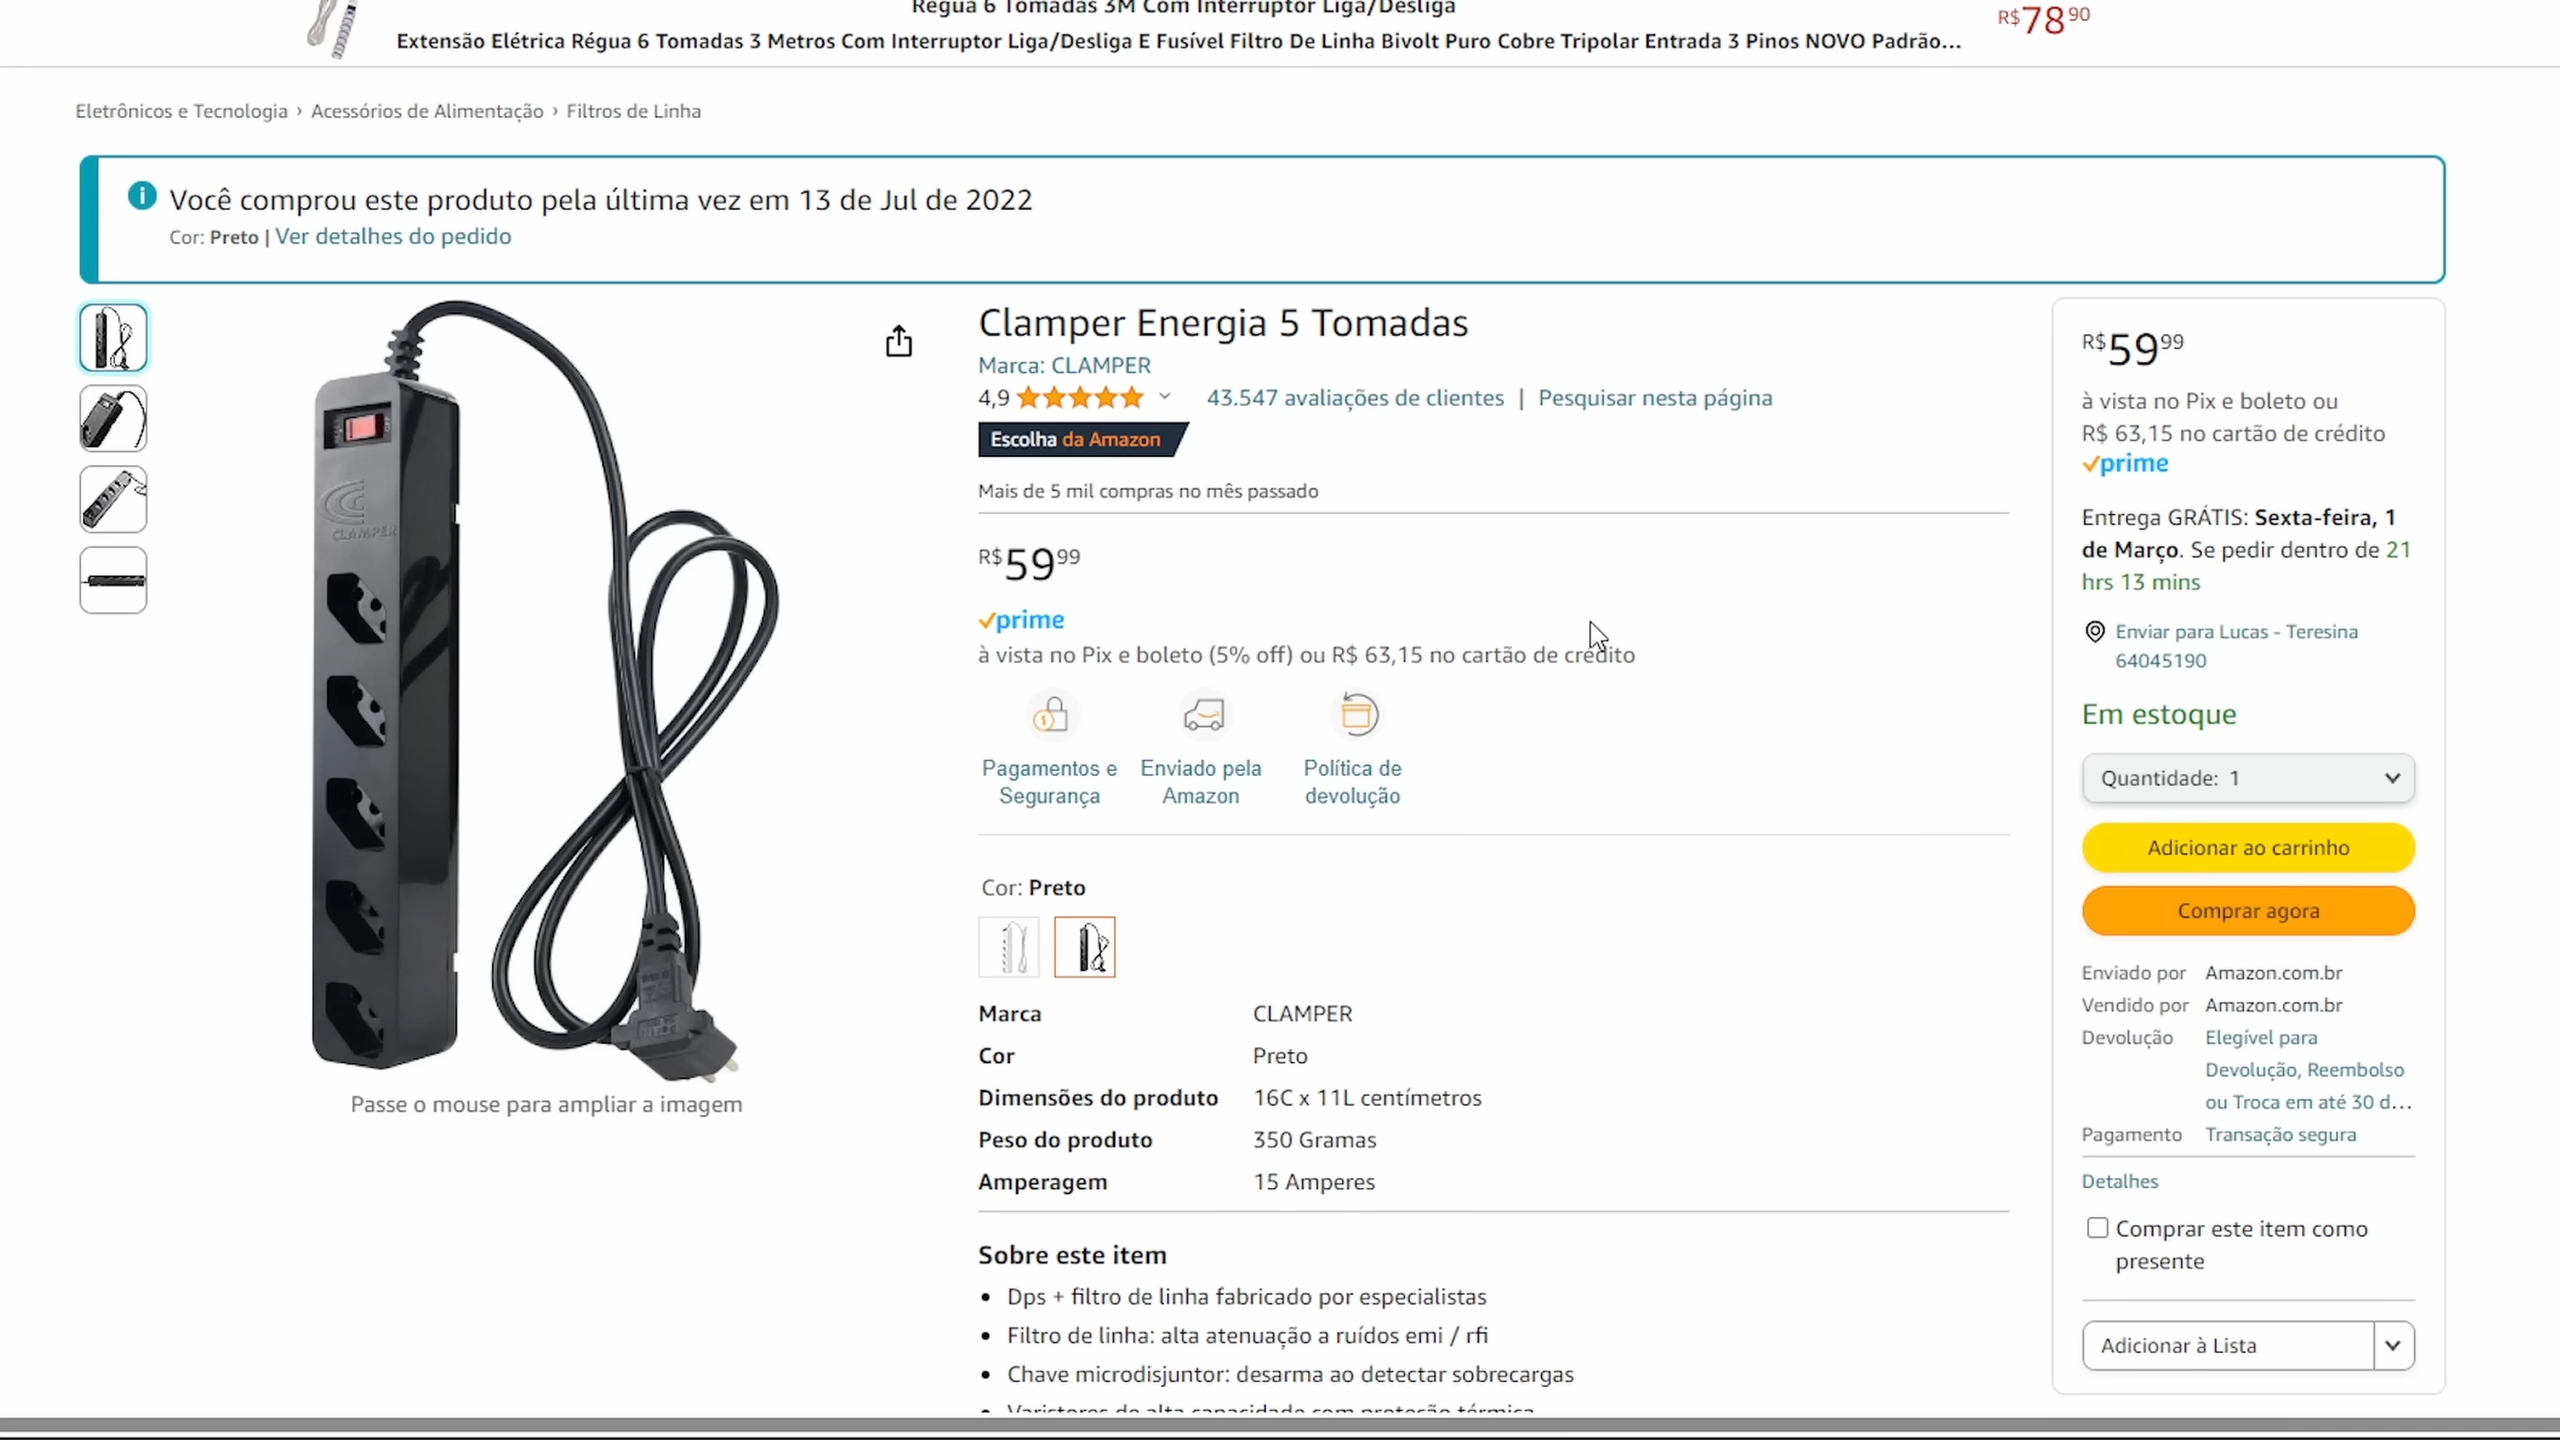 Régua 6 Tomadas 3M Com Interruptor Liga/Desliga
Extensão Elétrica Régua 6 Tomadas 3 Metros Com Interruptor Liga/Desliga E Fusível Filtro De Linha Bivolt Puro Cobre Tripolar Entrada 3 Pinos NOVO Padrão...
R$7890
Eletrônicos e Tecnologia › Acessórios de Alimentação › Filtros de Linha
Você comprou este produto pela última vez em 13 de Jul de 2022
Cor: Preto | Ver detalhes do pedido
CLAMPER
Passe o mouse para ampliar a imagem
Clamper Energia 5 Tomadas
Marca: CLAMPER
4,9 43.547 avaliações de clientes | Pesquisar nesta página
Escolha da Amazon
Mais de 5 mil compras no mês passado
R$5999
prime
à vista no Pix e boleto (5% off) ou R$ 63,15 no cartão de crédito
Pagamentos e Segurança
Enviado pela Amazon
Política de devolução
Cor: Preto
Marca CLAMPER
Cor Preto
Dimensões do produto 16C x 11L centímetros
Peso do produto 350 Gramas
Amperagem 15 Amperes
Sobre este item
• Dps + filtro de linha fabricado por especialistas
• Filtro de linha: alta atenuação a ruídos emi / rfi
• Chave microdisjuntor: desarma ao detectar sobrecargas
• Varistores de alta capacidade com proteção térmica
R$5999
à vista no Pix e boleto ou
R$ 63,15 no cartão de crédito
prime
Entrega GRÁTIS: Sexta-feira, 1
de Março. Se pedir dentro de 21
hrs 13 mins
Enviar para Lucas - Teresina
64045190
Em estoque
Quantidade: 1
Adicionar ao carrinho
Comprar agora
Enviado por Amazon.com.br
Vendido por Amazon.com.br
Devolução Elegível para
Devolução, Reembolso
ou Troca em até 30 d...
Pagamento Transação segura
Detalhes
Comprar este item como
presente
Adicionar à Lista